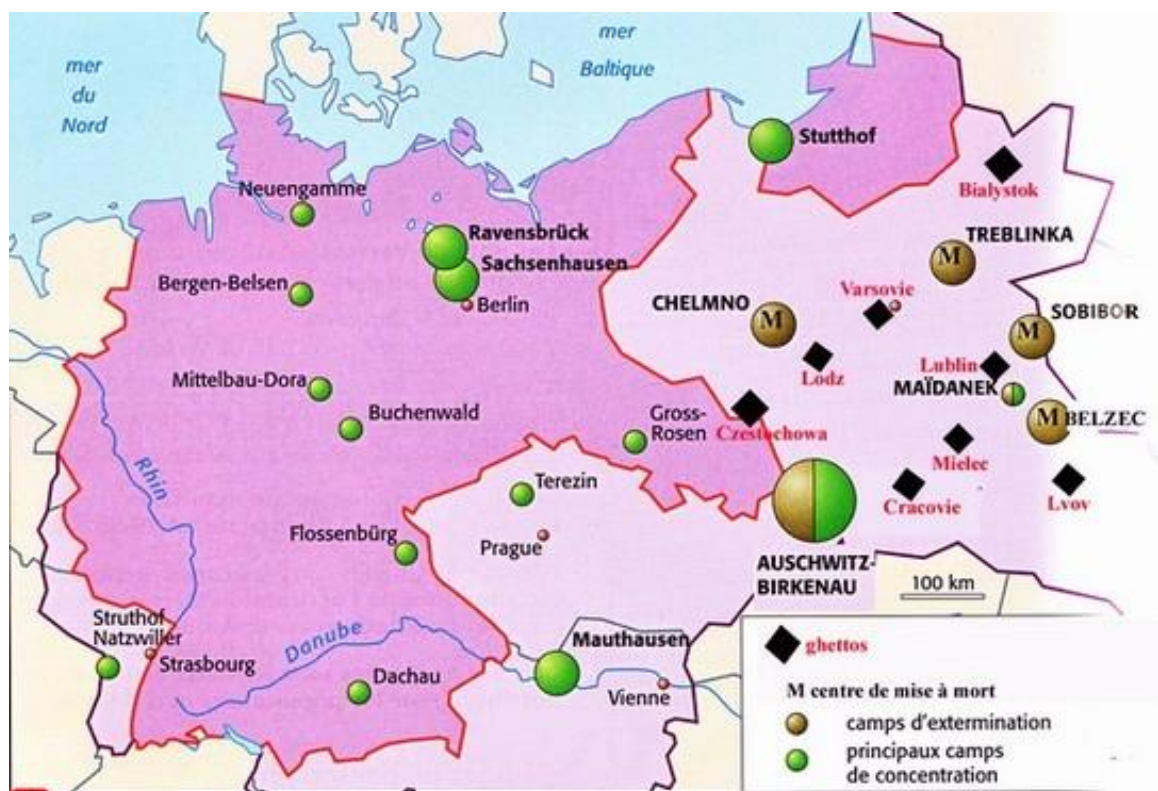 mer
du
Nord
mer
Baltique
Stutthof
Bialystok
Neuengamme
Ravensbrück
Sachsenhausen
Berlin
TREBLINKA
Bergen-Belsen
Varsovie
CHELMNO
M
M
SOBIBOR
M
Lodz
Lublin
MAÏDANEK
Mittelbau-Dora
Buchenwald
Gross-
Rosen
Czestochowa
M BELZEC
Mielec
Rhin
Terezin
Cracovie
Lvov
Flossenbürg
Prague
AUSCHWITZ-
BIRKENAU
100 km
Struthof
Natzwiller
Strasbourg
Danube
Mauthausen
Dachau
Vienne
ghettos
M centre de mise à mort
camps d'extermination
principaux camps
de concentration